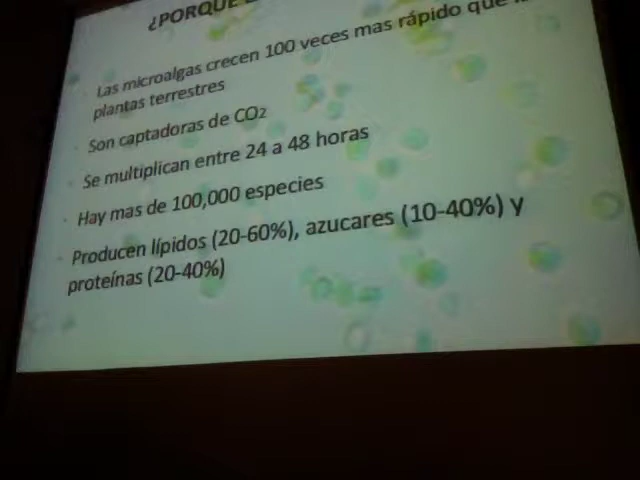 ¿PORQUE
Las microalgas crecen 100 veces mas rápido que
plantas terrestres
Son captadoras de CO2
Se multiplican entre 24 a 48 horas
Hay mas de 100,000 especies
Producen lípidos (20-60%), azucares (10-40%) y
proteínas (20-40%)